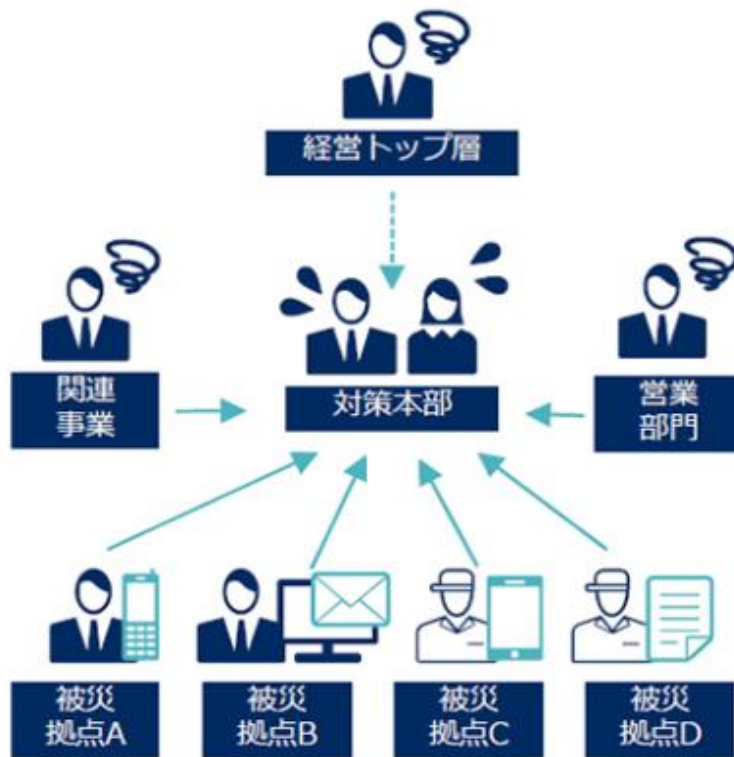 経営トップ層
関連
事業
対策本部
営業
部門
被災
拠点A
被災
拠点B
被災
拠点C
被災
拠点D